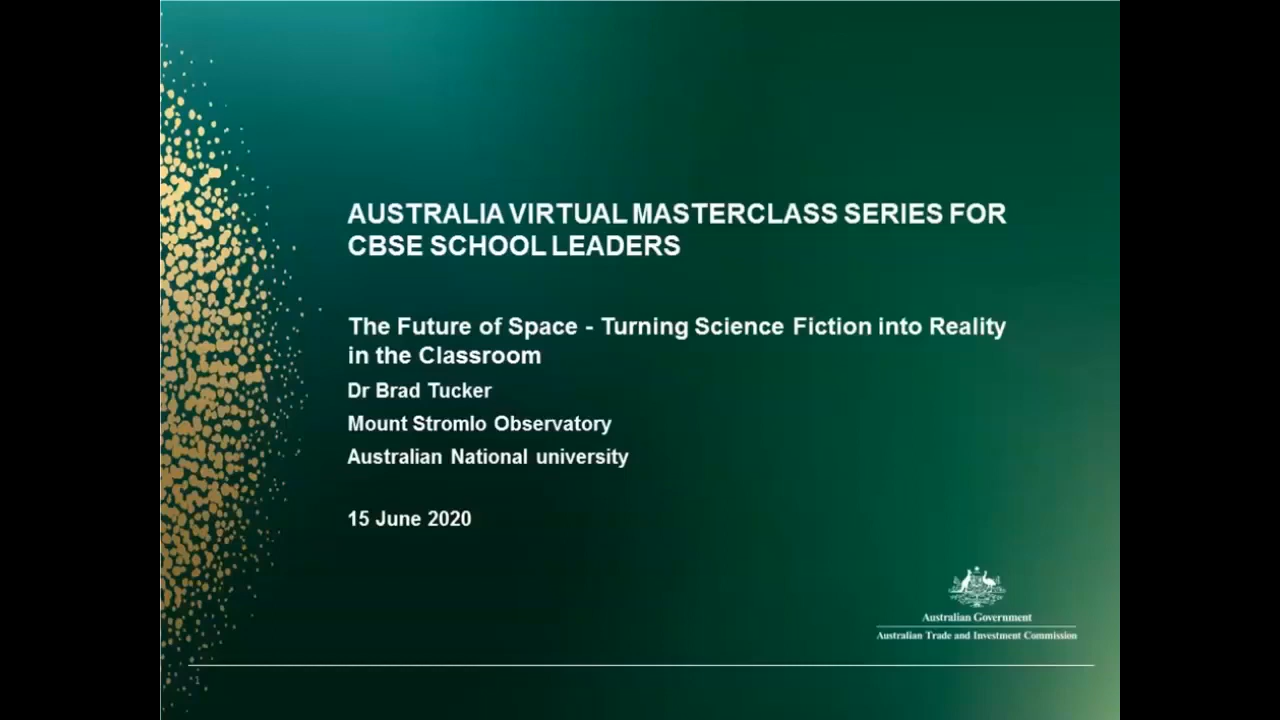 AUSTRALIA VIRTUAL MASTERCLASS SERIES FOR
CBSE SCHOOL LEADERS
The Future of Space - Turning Science Fiction into Reality
in the Classroom
Dr Brad Tucker
Mount Stromlo Observatory
Australian National university
15 June 2020
Australian Government
Australian Trade and Investment Commission
1